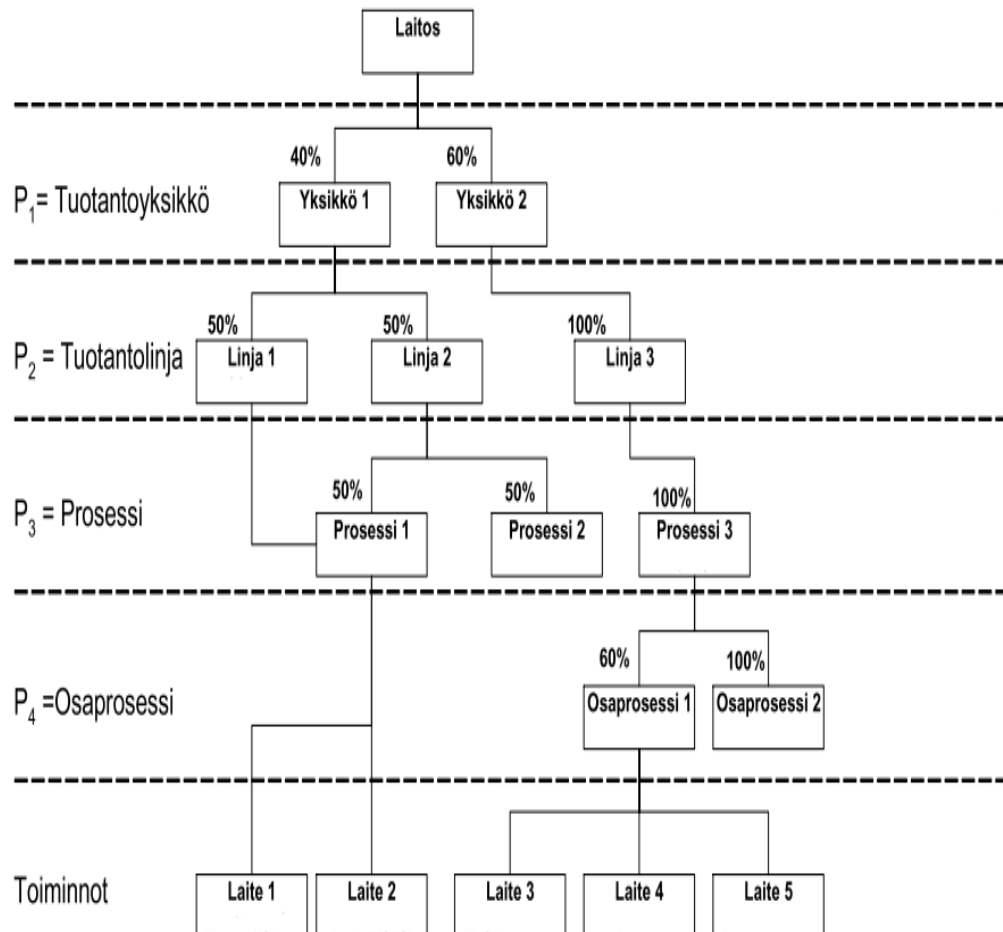 Laitos
40% 60%
P₁= Tuotantoyksikkö Yksikkö 1 Yksikkö 2
50% 50% 100%
P₂ = Tuotantolinja Linja 1 Linja 2 Linja 3
50% 50% 100%
P₃ = Prosessi Prosessi 1 Prosessi 2 Prosessi 3
60% 100%
P₄ =Osaprosessi Osaprosessi 1 Osaprosessi 2
Toiminnot Laite 1 Laite 2 Laite 3 Laite 4 Laite 5